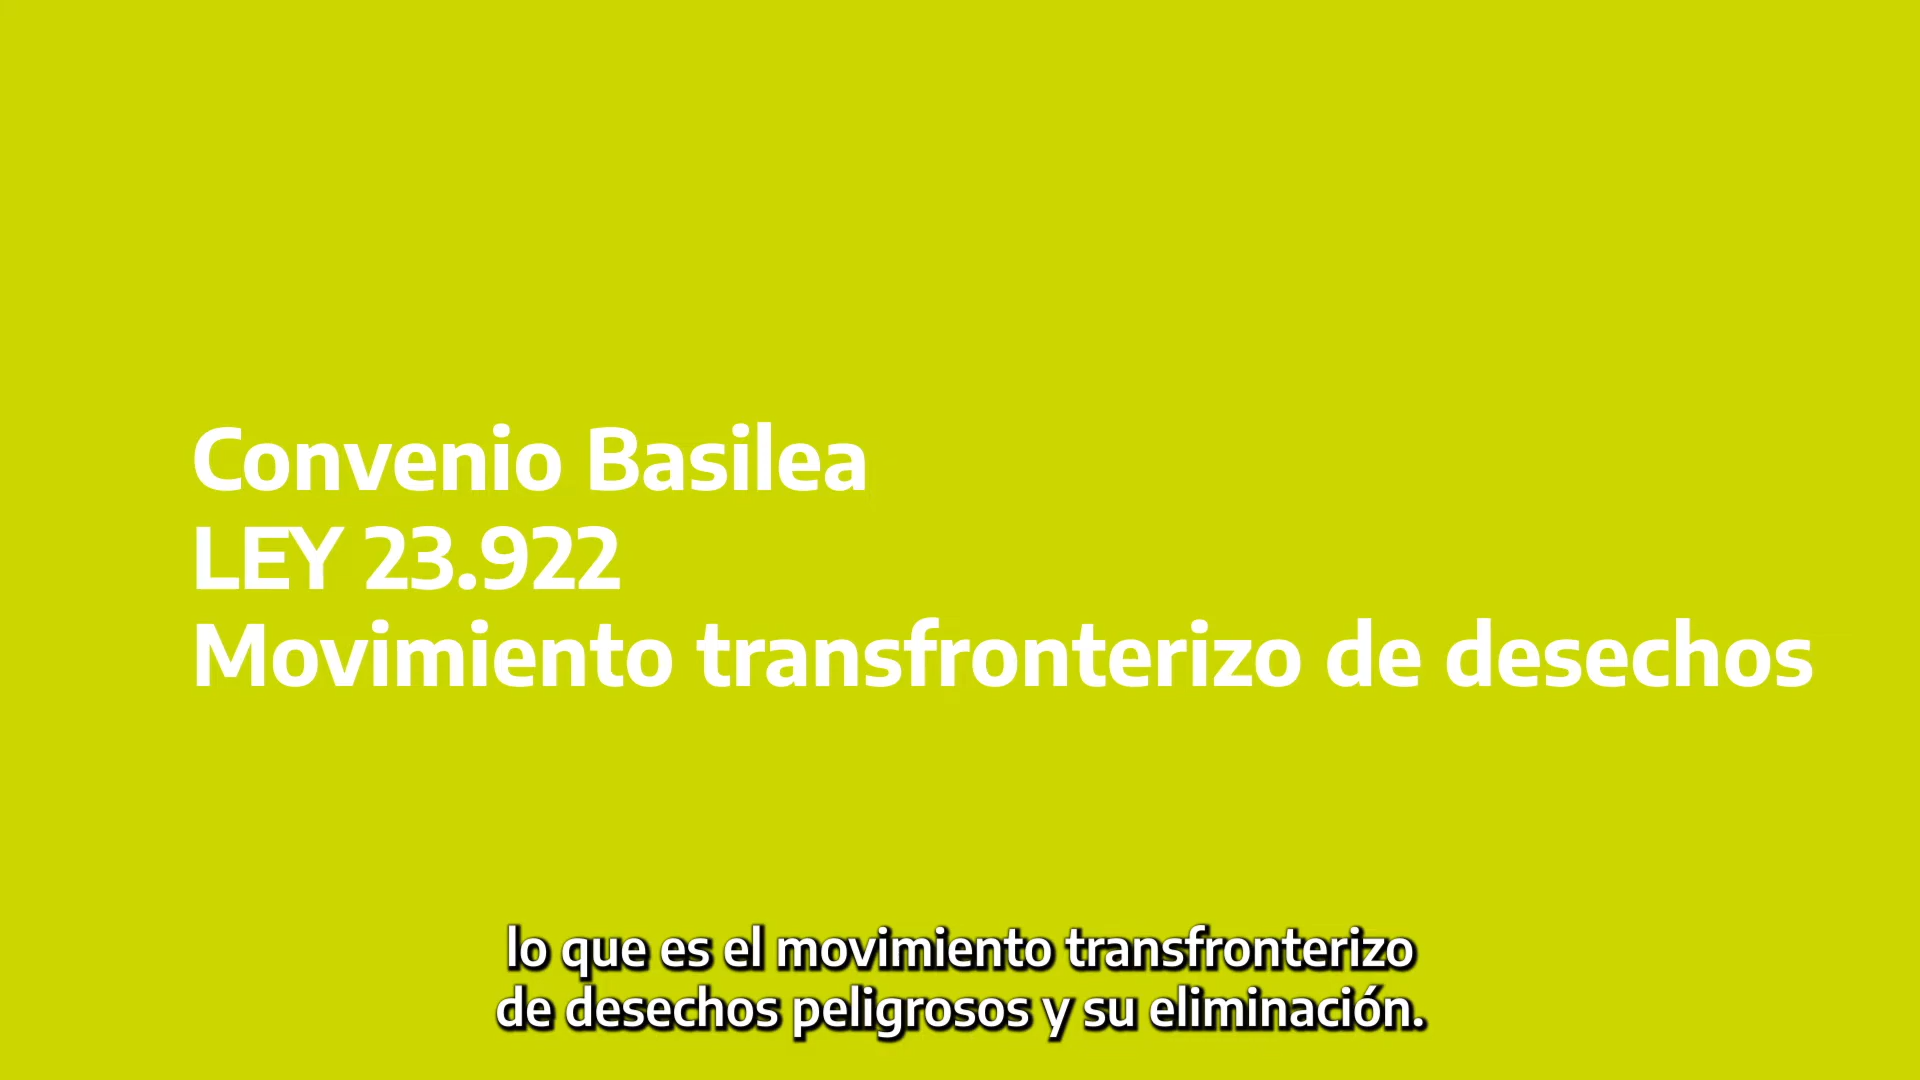 Convenio Basilea
LEY 23.922
Movimiento transfronterizo de desechos
lo que es el movimiento transfronterizo
de desechos peligrosos y su eliminación.